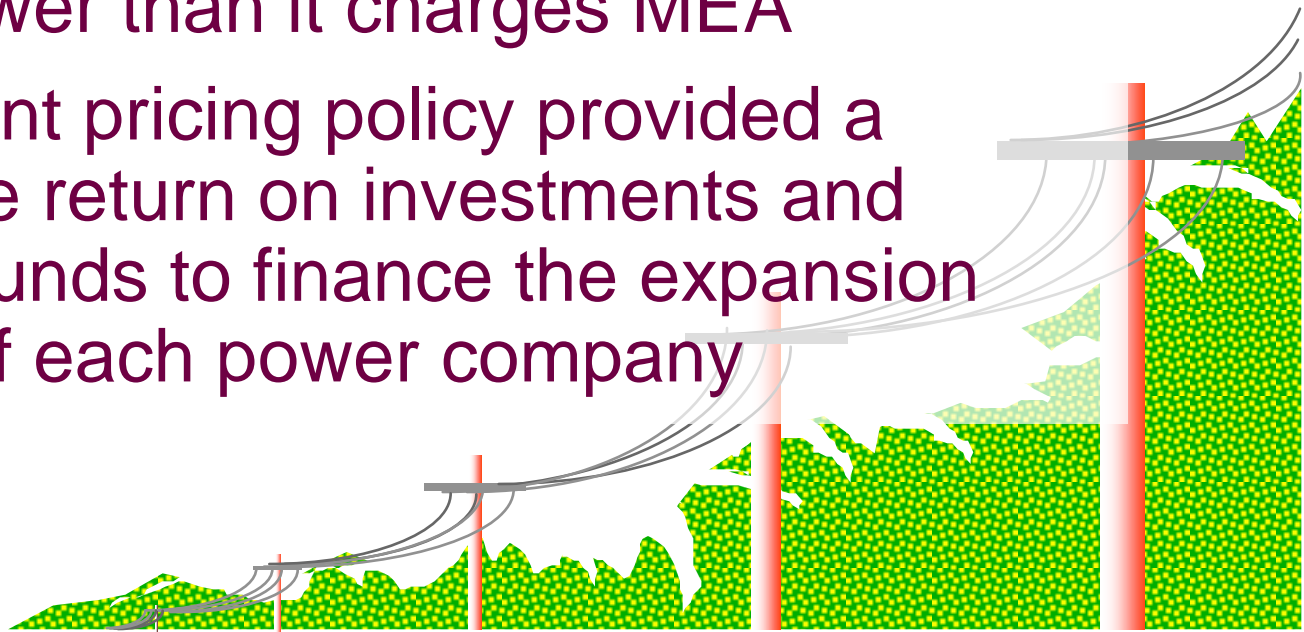 wer than it charges MEA
nt pricing policy provided a
e return on investments and
unds to finance the expansion
f each power company